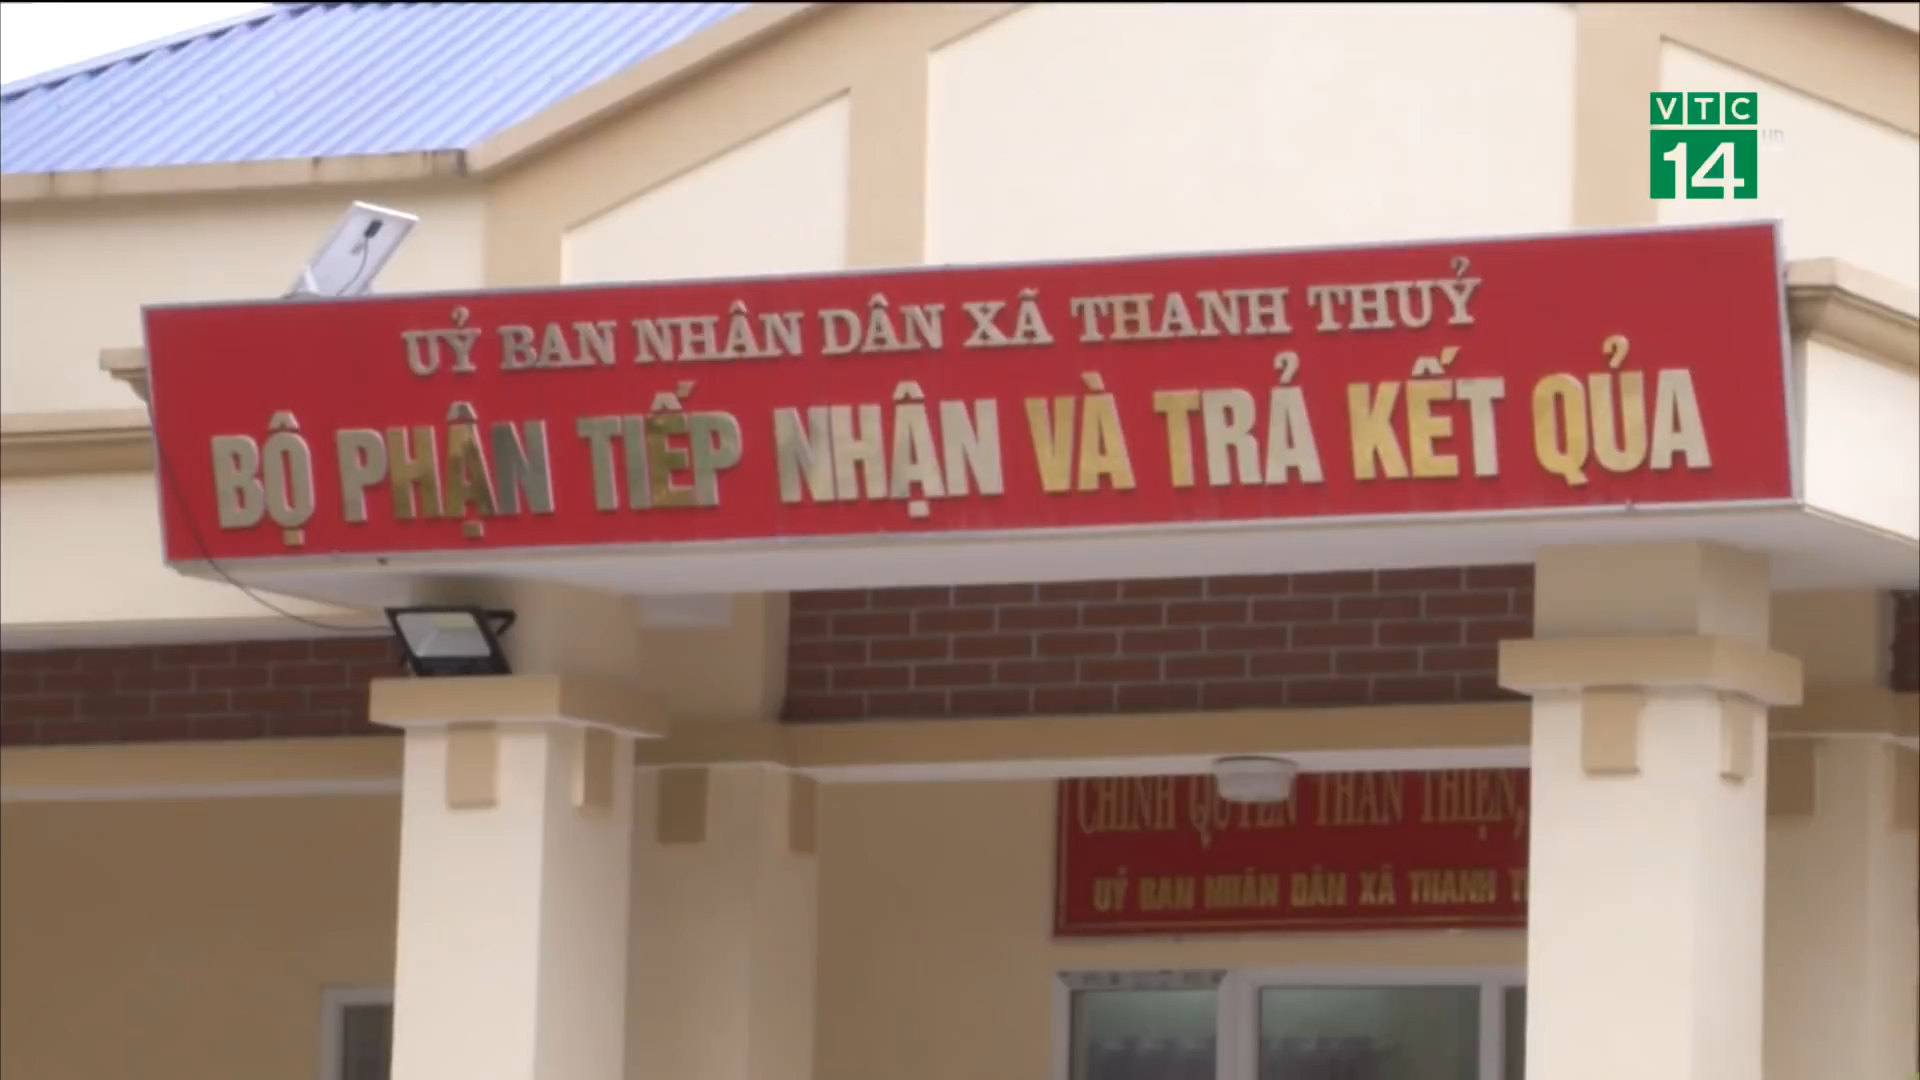 VTC
14
HD
UỶ BAN NHÂN DÂN XÃ THANH THUỶ
BỘ PHẬN TIẾP NHẬN VÀ TRẢ KẾT QỦA
CHÍNH QUYỀN THÂN THIỆN,
UỶ BAN NHÂN DÂN XÃ THANH